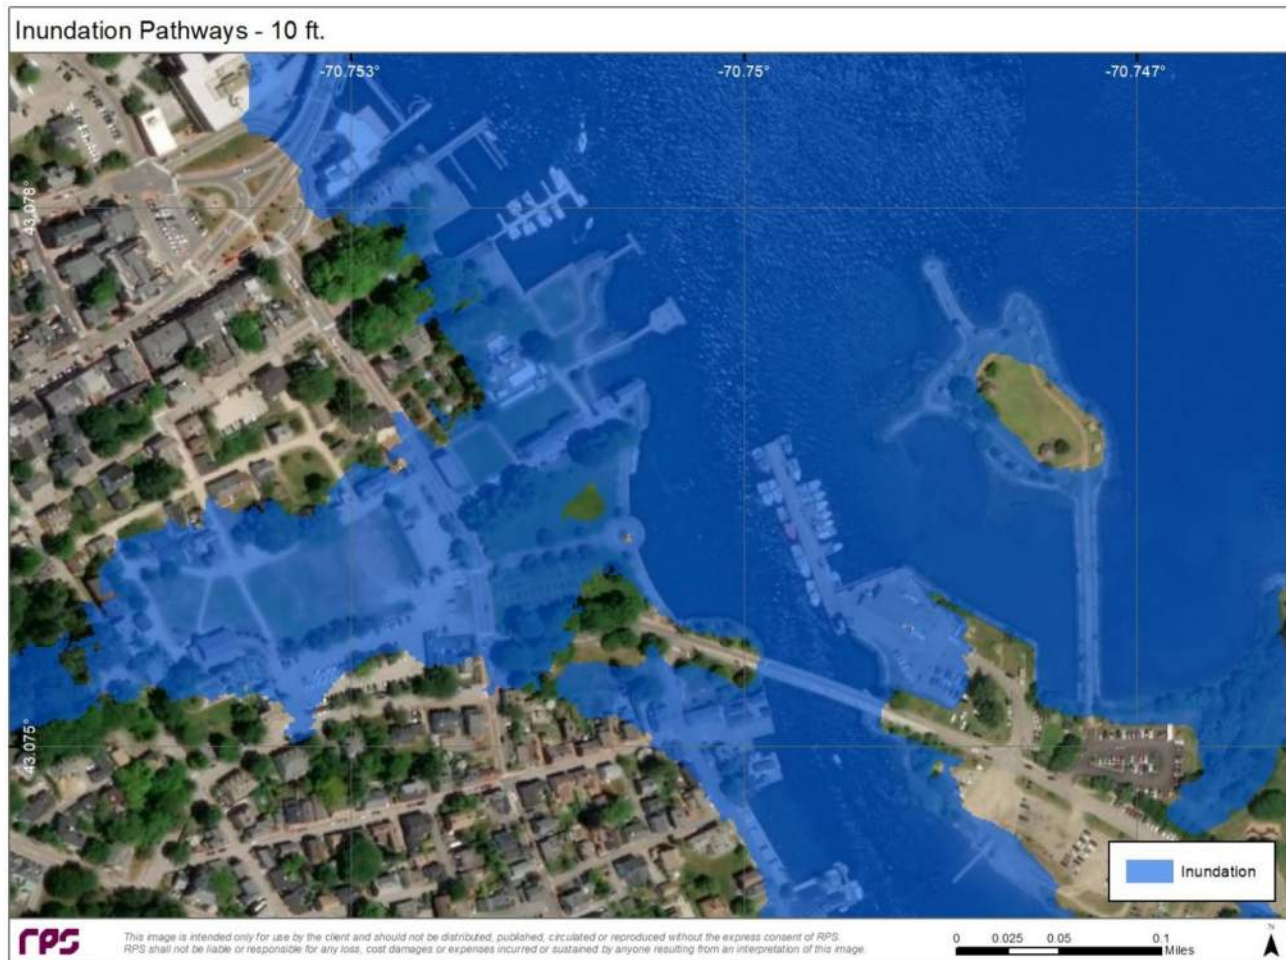 Inundation Pathways - 10 ft.
-70.753°
-70.75°
-70.747°
43.078°
43.075°
Inundation
RPS
This image is intended only for use by the client and should not be distributed, published, circulated or reproduced without the express consent of RPS.
RPS shall not be liable or responsible for any loss, cost damages or expenses incurred or sustained by anyone resulting from an interpretation of this image.
0 0.025 0.05 0.1
Miles
N